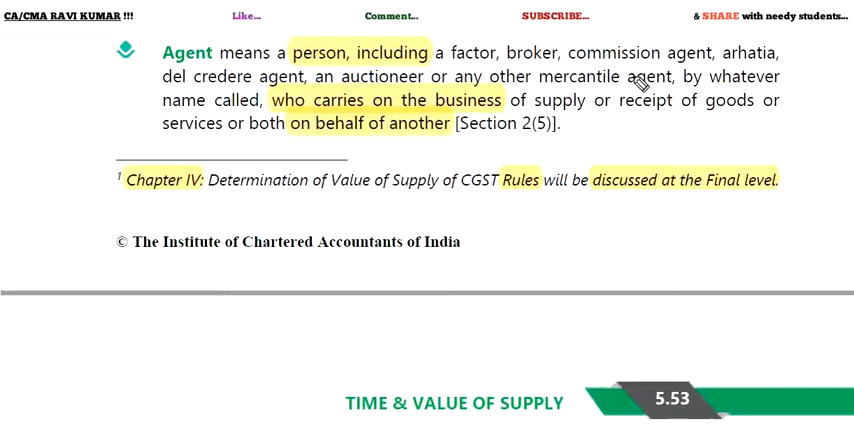 CA/CMA RAVI KUMAR !!! Like... Comment... SUBSCRIBE... & SHARE with needy students...
Agent means a person, including a factor, broker, commission agent, arhatia,
del credere agent, an auctioneer or any other mercantile agent, by whatever
name called, who carries on the business of supply or receipt of goods or
services or both on behalf of another [Section 2(5)].
1 Chapter IV: Determination of Value of Supply of CGST Rules will be discussed at the Final level.
© The Institute of Chartered Accountants of India
TIME & VALUE OF SUPPLY 5.53